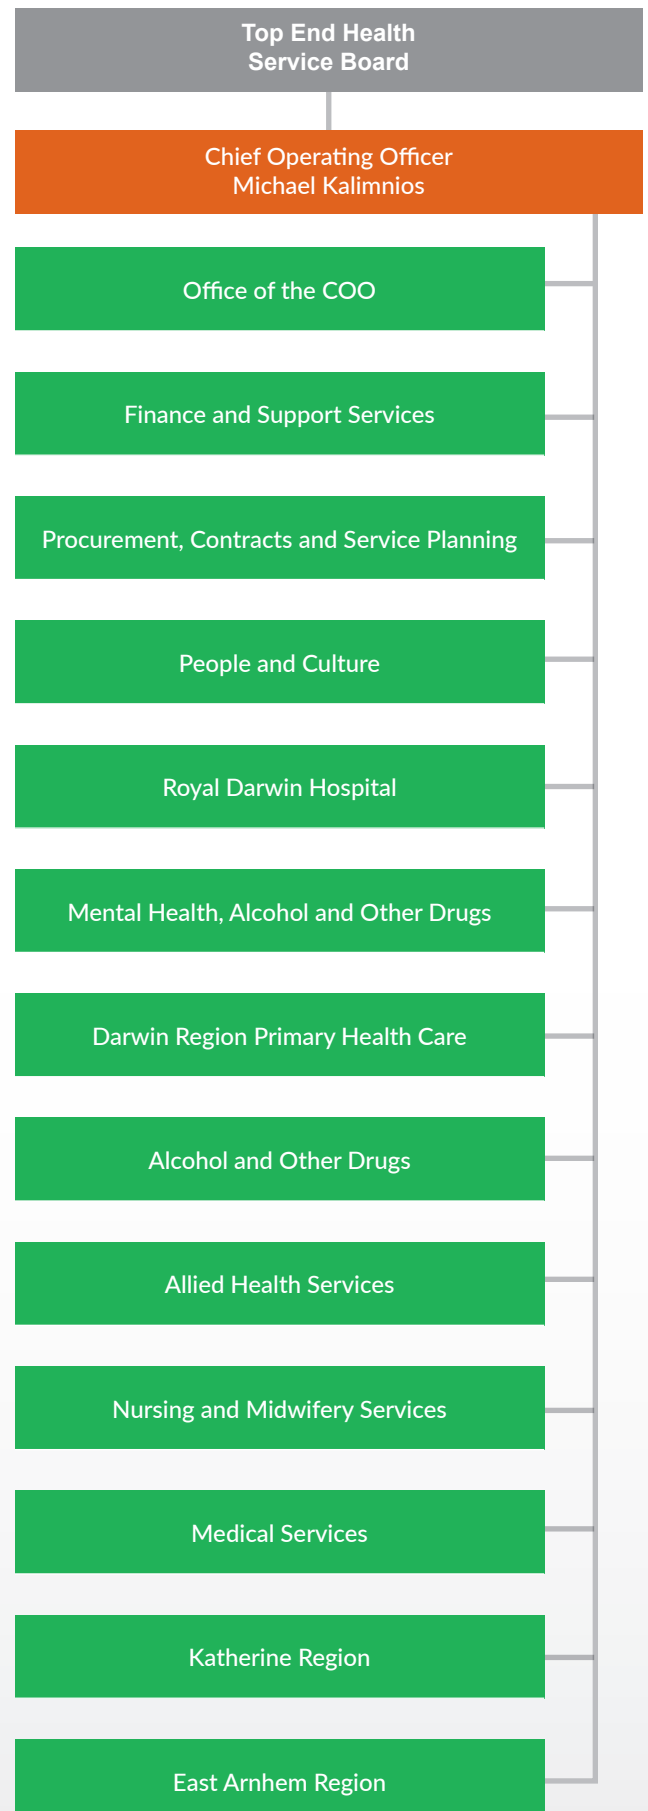 Top End Health
Service Board
Chief Operating Officer
Michael Kalimnios
Office of the COO
Finance and Support Services
Procurement, Contracts and Service Planning
People and Culture
Royal Darwin Hospital
Mental Health, Alcohol and Other Drugs
Darwin Region Primary Health Care
Alcohol and Other Drugs
Allied Health Services
Nursing and Midwifery Services
Medical Services
Katherine Region
East Arnhem Region